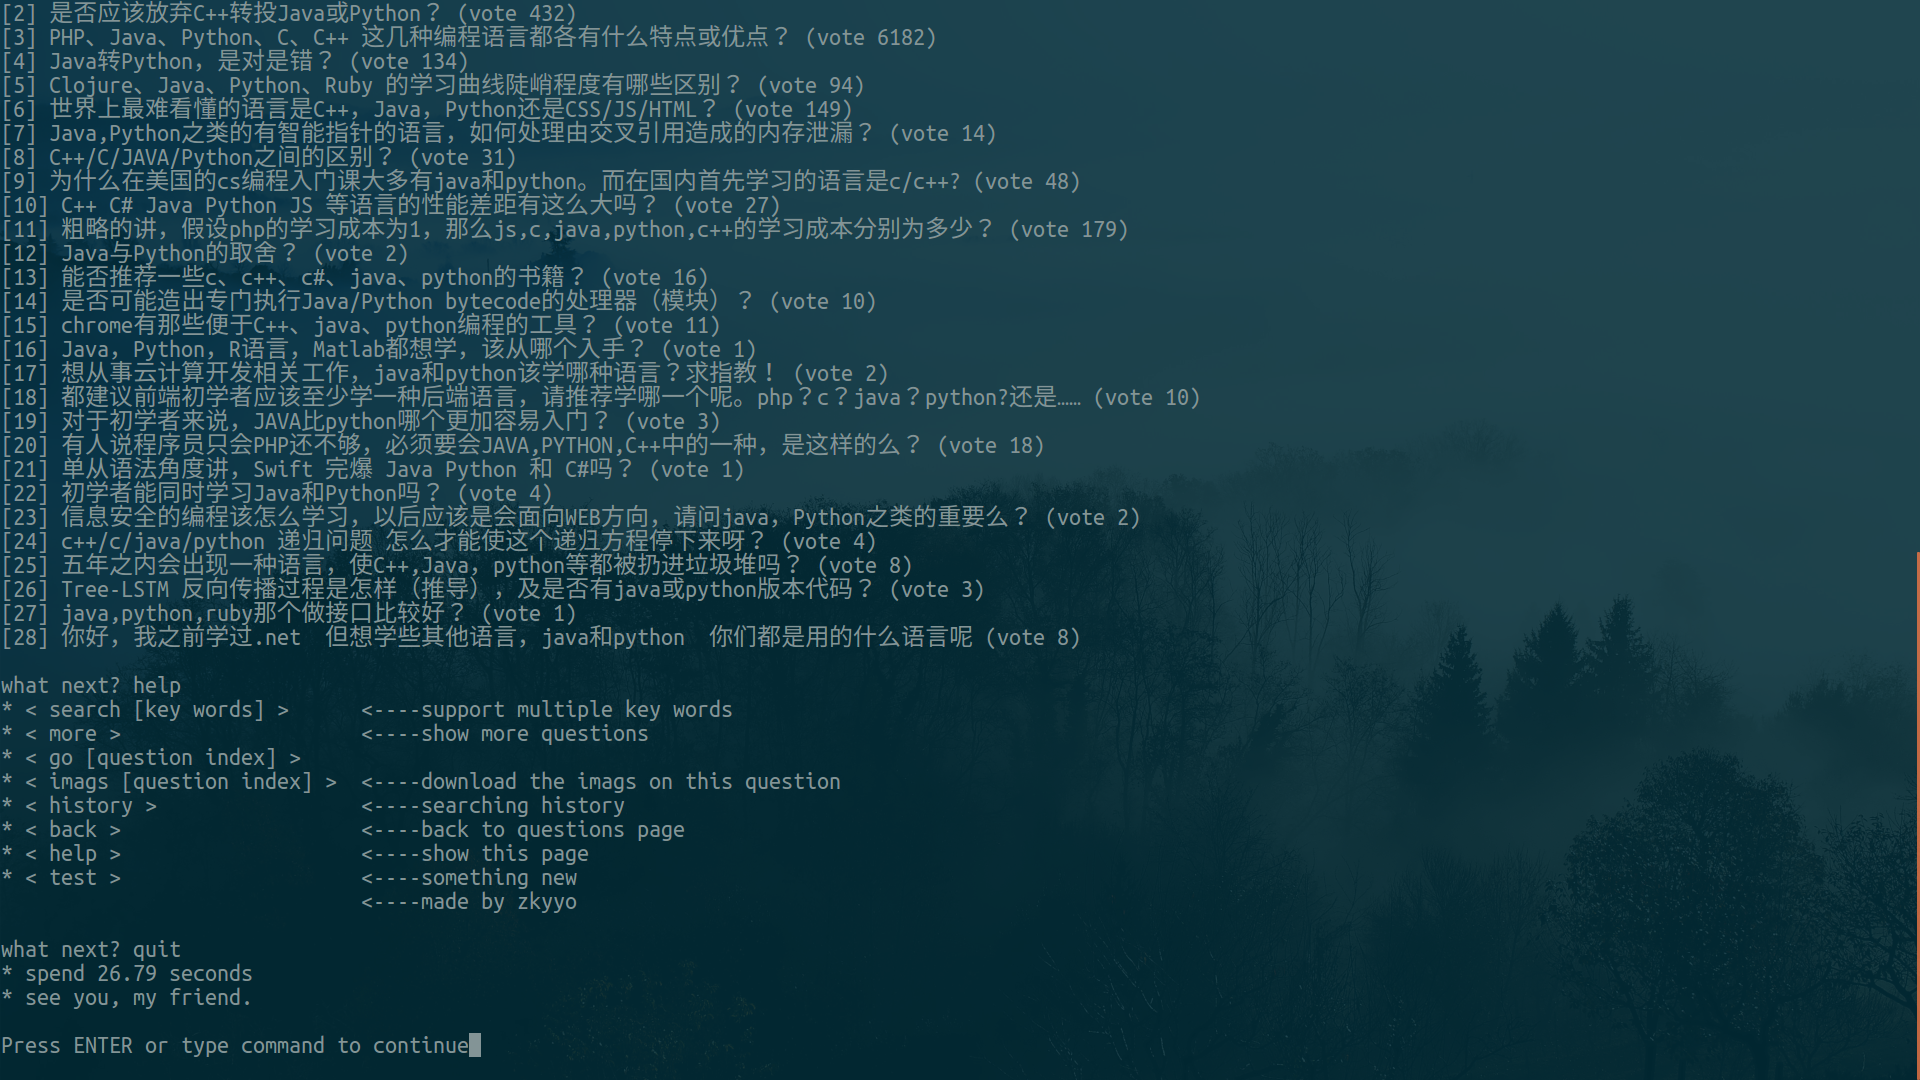 [2] 是否应该放弃C++转投Java或Python？ (vote 432)
[3] PHP、Java、Python、C、C++ 这几种编程语言都各有什么特点或优点？ (vote 6182)
[4] Java转Python，是对是错？ (vote 134)
[5] Clojure、Java、Python、Ruby 的学习曲线陡峭程度有哪些区别？ (vote 94)
[6] 世界上最难看懂的语言是C++，Java，Python还是CSS/JS/HTML？ (vote 149)
[7] Java,Python之类的有智能指针的语言，如何处理由交叉引用造成的内存泄漏？ (vote 14)
[8] C++/C/JAVA/Python之间的区别？ (vote 31)
[9] 为什么在美国的cs编程入门课大多有java和python。而在国内首先学习的语言是c/c++? (vote 48)
[10] C++ C# Java Python JS 等语言的性能差距有这么大吗？ (vote 27)
[11] 粗略的讲，假设php的学习成本为1，那么js,c,java,python,c++的学习成本分别为多少？ (vote 179)
[12] Java与Python的取舍？ (vote 2)
[13] 能否推荐一些c、c++、c#、java、python的书籍？ (vote 16)
[14] 是否可能造出专门执行Java/Python bytecode的处理器（模块）？ (vote 10)
[15] chrome有那些便于C++、java、python编程的工具？ (vote 11)
[16] Java，Python，R语言，Matlab都想学，该从哪个入手？ (vote 1)
[17] 想从事云计算开发相关工作，java和python该学哪种语言？求指教！ (vote 2)
[18] 都建议前端初学者应该至少学一种后端语言，请推荐学哪一个呢。php？c？java？python?还是…… (vote 10)
[19] 对于初学者来说，JAVA比python哪个更加容易入门？ (vote 3)
[20] 有人说程序员只会PHP还不够，必须要会JAVA,PYTHON,C++中的一种，是这样的么？ (vote 18)
[21] 单从语法角度讲，Swift 完爆 Java Python 和 C#吗？ (vote 1)
[22] 初学者能同时学习Java和Python吗？ (vote 4)
[23] 信息安全的编程该怎么学习，以后应该是会面向WEB方向，请问java，Python之类的重要么？ (vote 2)
[24] c++/c/java/python 递归问题 怎么才能使这个递归方程停下来呀？ (vote 4)
[25] 五年之内会出现一种语言，使C++,Java，python等都被扔进垃圾堆吗？ (vote 8)
[26] Tree-LSTM 反向传播过程是怎样（推导），及是否有java或python版本代码？ (vote 3)
[27] java,python,ruby那个做接口比较好？ (vote 1)
[28] 你好，我之前学过.net  但想学些其他语言，java和python  你们都是用的什么语言呢 (vote 8)
what next? help
* < search [key words] >      <----support multiple key words
* < more >                    <----show more questions
* < go [question index] >
* < imags [question index] >  <----download the imags on this question
* < history >                 <----searching history
* < back >                    <----back to questions page
* < help >                    <----show this page
* < test >                    <----something new
                              <----made by zkyyo
what next? quit
* spend 26.79 seconds
* see you, my friend.
Press ENTER or type command to continue